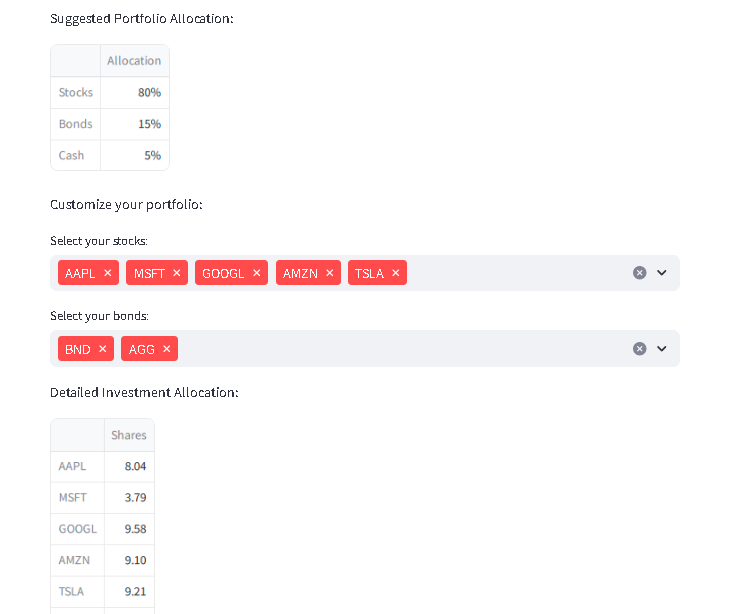 Suggested Portfolio Allocation:
Allocation
Stocks 80%
Bonds 15%
Cash 5%
Customize your portfolio:
Select your stocks:
AAPL × MSFT × GOOGL × AMZN × TSLA ×
Select your bonds:
BND × AGG ×
Detailed Investment Allocation:
Shares
AAPL 8.04
MSFT 3.79
GOOGL 9.58
AMZN 9.10
TSLA 9.21